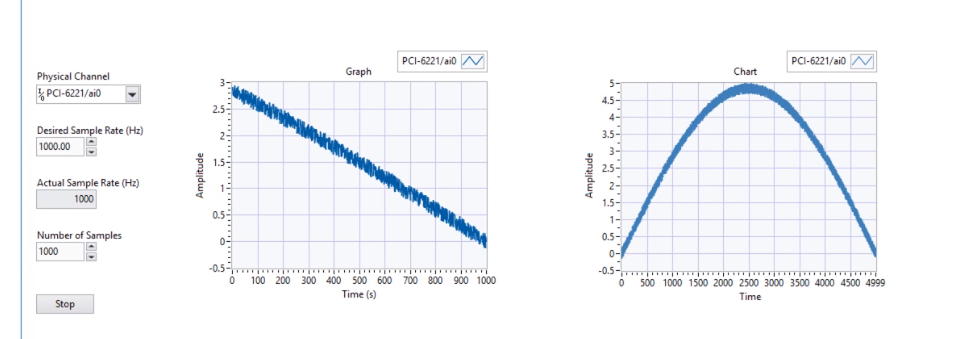 Physical Channel
PCI-6221/ai0
Desired Sample Rate (Hz)
1000.00
Actual Sample Rate (Hz)
1000
Number of Samples
1000
Stop
Graph
PCI-6221/ai0
Amplitude
3
2.5
2
1.5
1
0.5
0
-0.5
0 100 200 300 400 500 600 700 800 900 1000
Time (s)
Chart
PCI-6221/ai0
Amplitude
5
4.5
4
3.5
3
2.5
2
1.5
1
0.5
0
-0.5
0 500 1000 1500 2000 2500 3000 3500 4000 4500 4999
Time